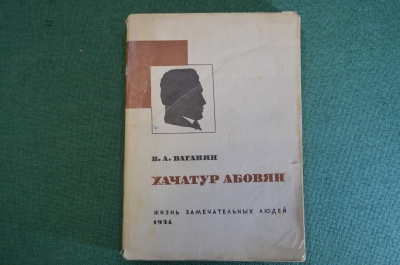 В. А. ВАГАНЯН
ХАЧАТУР АБОВЯН
ЖИЗНЬ ЗАМЕЧАТЕЛЬНЫХ ЛЮДЕЙ
1934